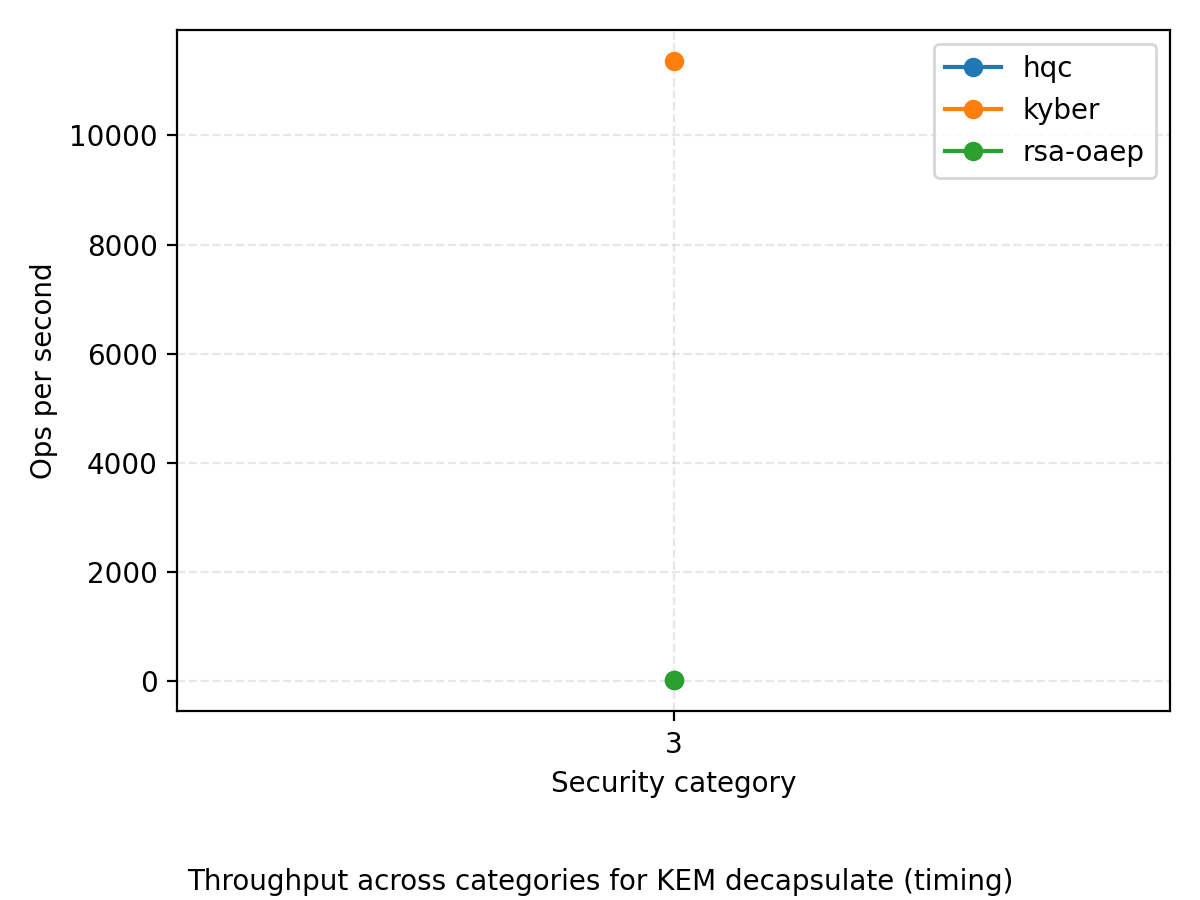 hqc
kyber
rsa-oaep
10000
8000
6000
4000
2000
0
Ops per second
3
Security category
Throughput across categories for KEM decapsulate (timing)